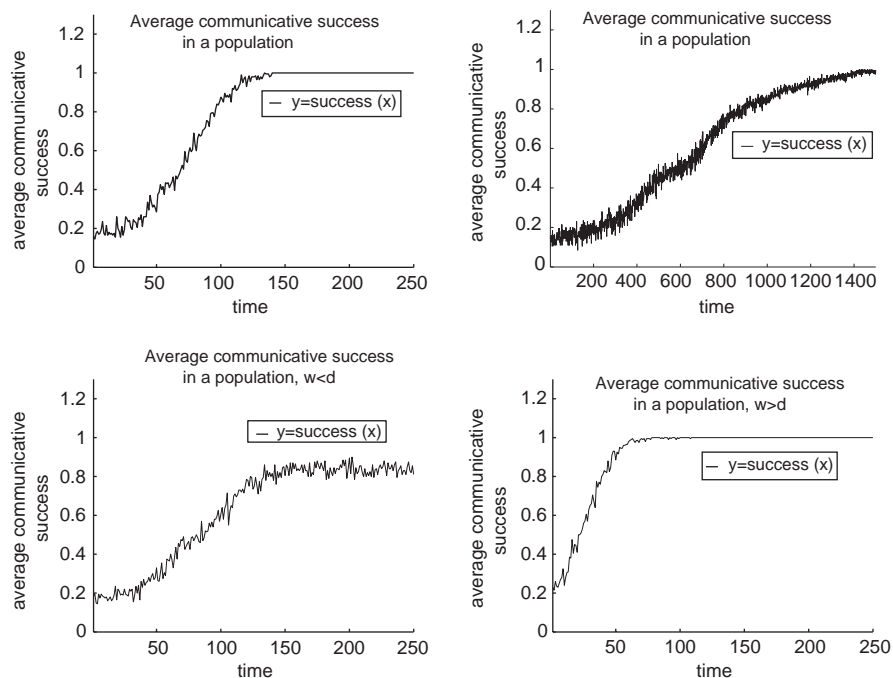 Average communicative success
in a population
1.2
1
0.8
0.6
0.4
0.2
0
average communicative
success
y=success (x)
50
100
150
200
250
time
Average communicative success
in a population
1.2
1
0.8
0.6
0.4
0.2
0
average communicative
success
y=success (x)
200
400
600
800
1000
1200
1400
time
Average communicative success
in a population, w<d
1.2
1
0.8
0.6
0.4
0.2
0
average communicative
success
y=success (x)
50
100
150
200
250
time
Average communicative success
in a population, w>d
1.2
1
0.8
0.6
0.4
0.2
0
average communicative
success
y=success (x)
50
100
150
200
250
time